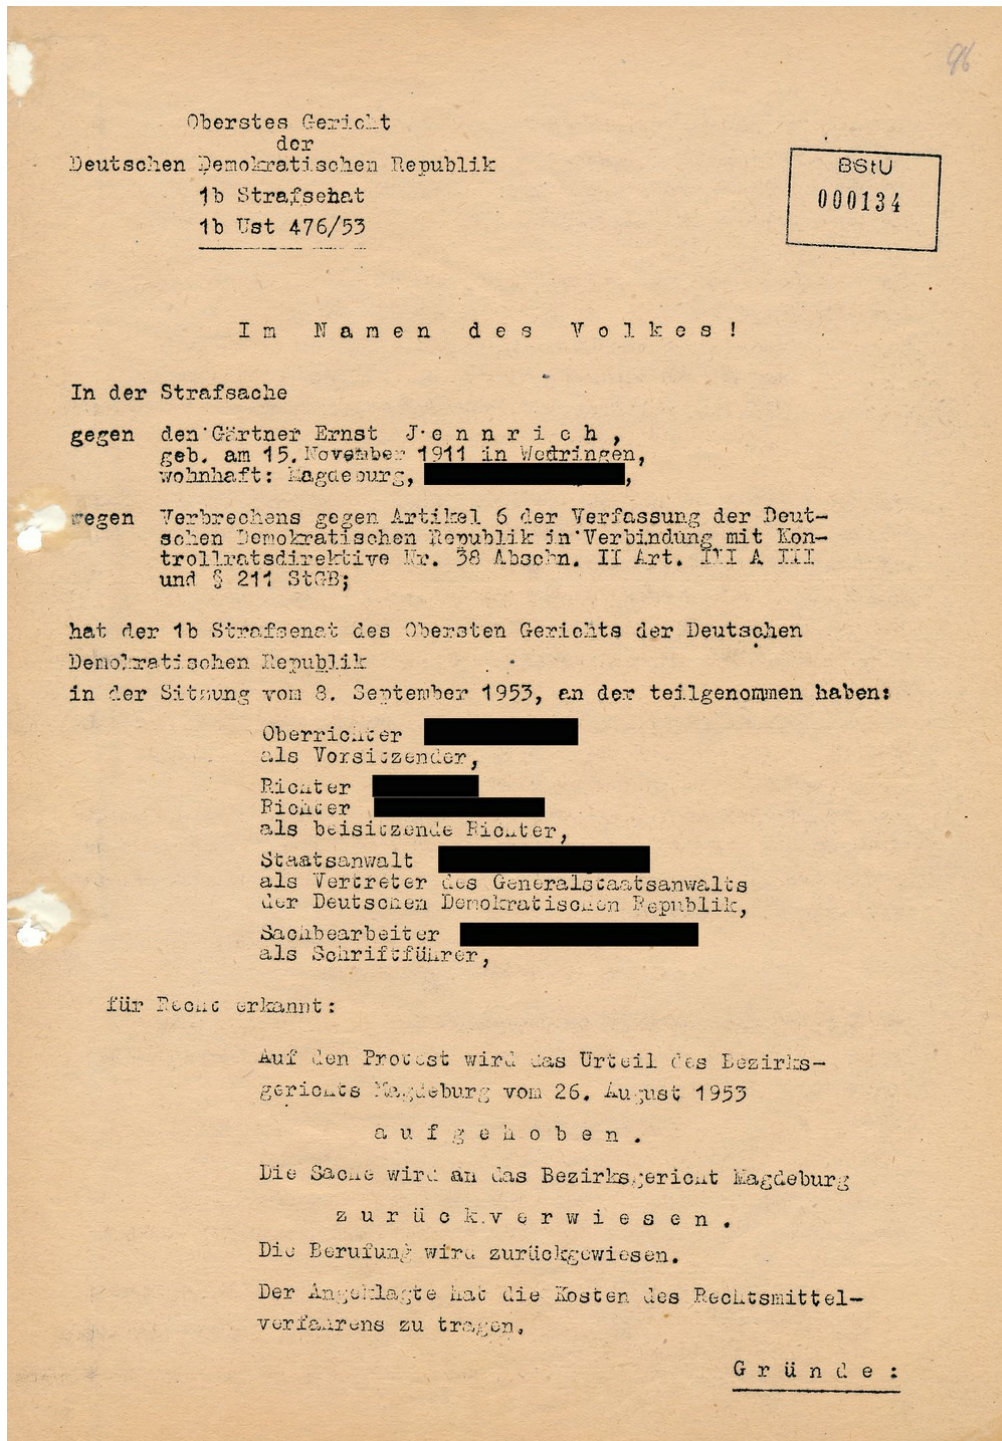 96
Oberstes Gericht
der
Deutschen Demokratischen Republik
1b Strafsenat
1b Ust 476/53
BStU
000134
Im Namen des Volkes!
In der Strafsache
gegen den Gärtner Ernst Jennrich,
geb. am 15. November 1911 in Wedringen,
wohnhaft: Magdeburg, ,
wegen Verbrechens gegen Artikel 6 der Verfassung der Deut-
schen Demokratischen Republik in Verbindung mit Kon-
trollratsdirektive Nr. 38 Abschn. II Art. III A III
und § 211 StGB;
hat der 1b Strafsenat des Obersten Gerichts der Deutschen
Demokratischen Republik
in der Sitzung vom 8. September 1953, an der teilgenommen haben:
Oberrichter
als Vorsitzender,
Richter
Richter
als beisitzende Richter,
Staatsanwalt
als Vertreter des Generalstaatsanwalts
der Deutschen Demokratischen Republik,
Sachbearbeiter
als Schriftführer,
für Recht erkannt:
Auf den Protest wird das Urteil des Bezirks-
gerichts Magdeburg vom 26. August 1953
aufgehoben.
Die Sache wird an das Bezirksgericht Magdeburg
zurückverwiesen.
Die Berufung wird zurückgewiesen.
Der Angeklagte hat die Kosten des Rechtsmittel-
verfahrens zu tragen.
Gründe: